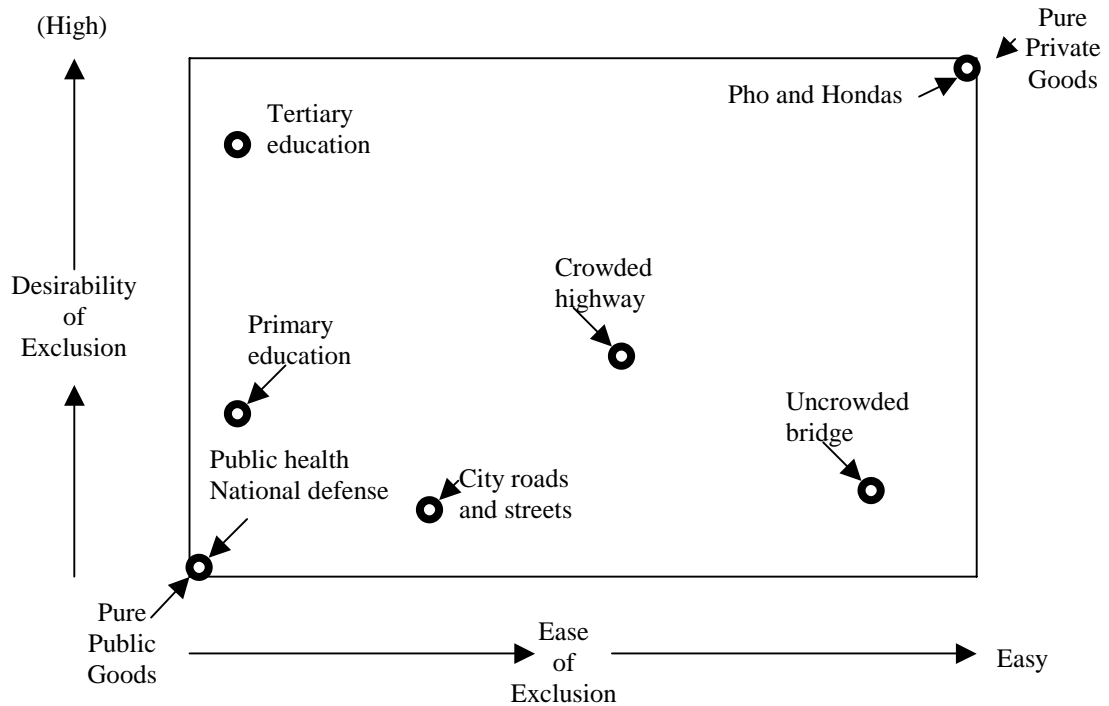 (High)
Pure
Private
Goods
Pho and Hondas
Tertiary
education
Desirability
of
Exclusion
Crowded
highway
Primary
education
Uncrowded
bridge
Public health
National defense
City roads
and streets
Pure
Public
Goods
Ease
of
Exclusion
Easy